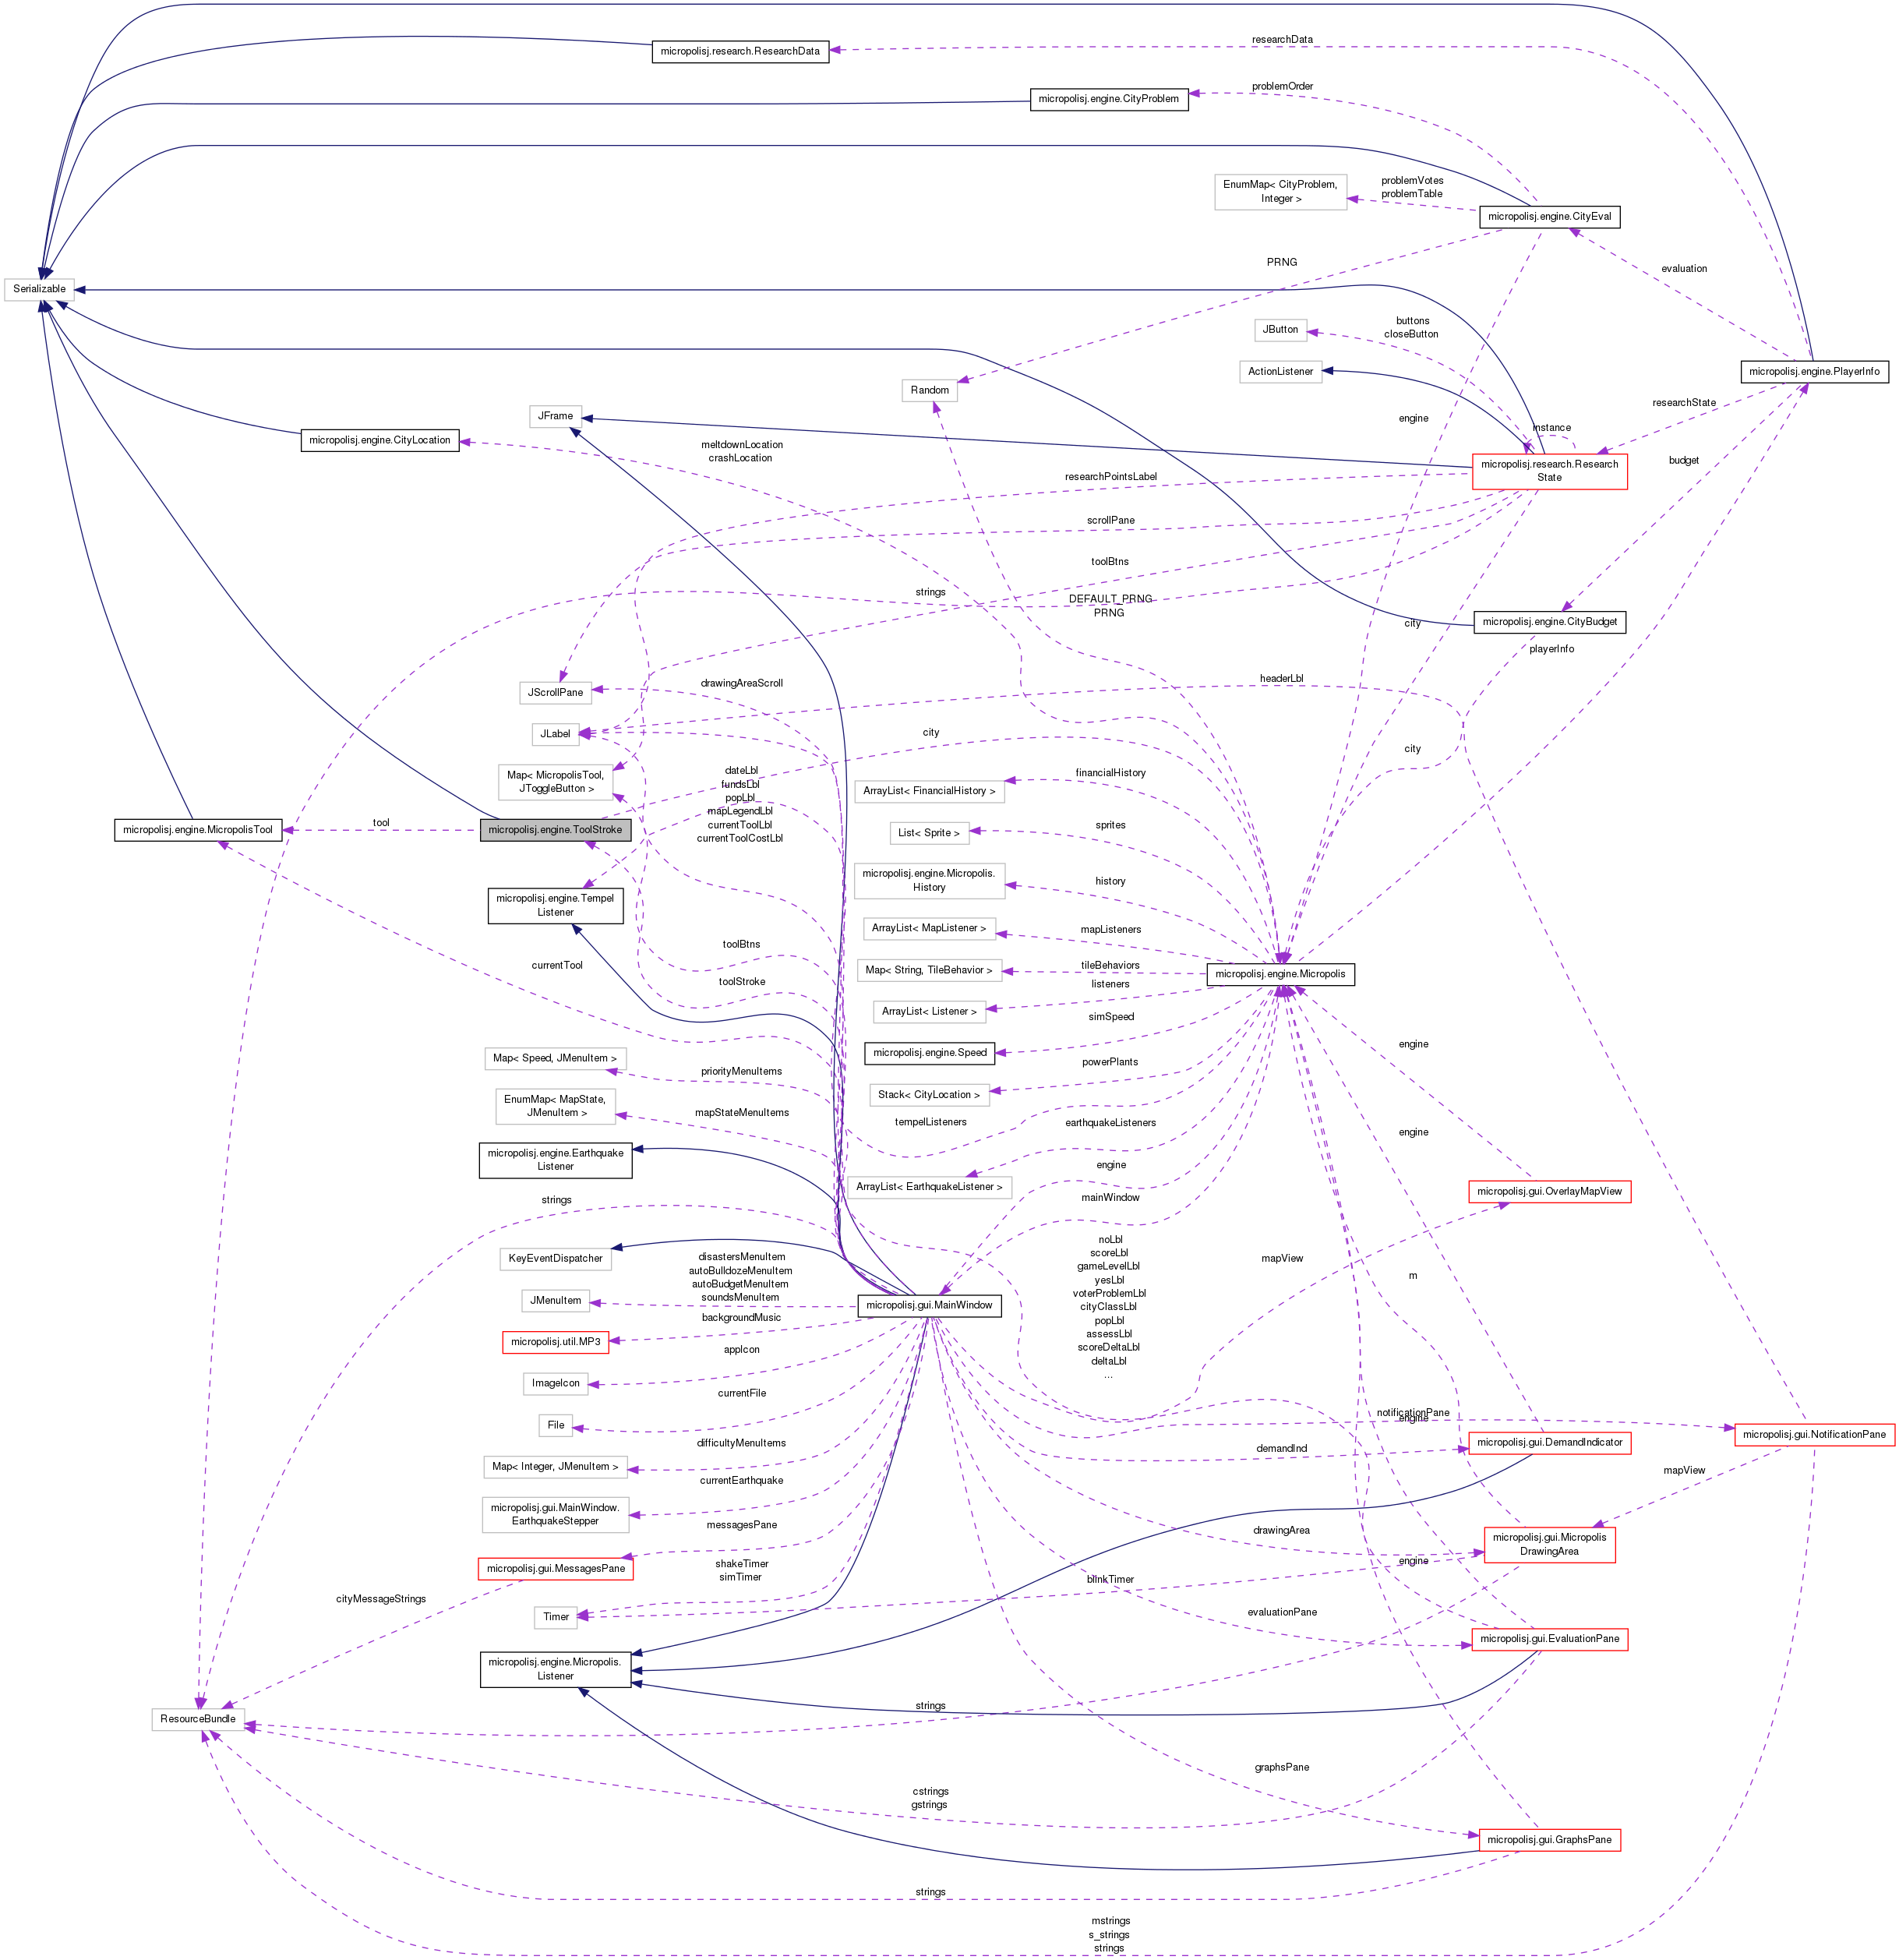 researchData
micropolisj.research.ResearchData
problemOrder
micropolisj.engine.CityProblem
EnumMap< CityProblem,
Integer >
problemVotes
problemTable
micropolisj.engine.CityEval
PRNG
evaluation
Serializable
buttons
closeButton
JButton
ActionListener
micropolisj.engine.PlayerInfo
Random
researchState
JFrame
engine
instance
micropolisj.engine.CityLocation
meltdownLocation
crashLocation
budget
micropolisj.research.Research
State
researchPointsLabel
scrollPane
toolBtns
strings
DEFAULT_PRNG
PRNG
city
micropolisj.engine.CityBudget
playerInfo
drawingAreaScroll
headerLbl
JScrollPane
JLabel
city
city
Map< MicropolisTool,
JToggleButton >
dateLbl
fundsLbl
popLbl
mapLegendLbl
currentToolLbl
currentToolCostLbl
financialHistory
ArrayList< FinancialHistory >
micropolisj.engine.MicropolisTool
tool
micropolisj.engine.ToolStroke
sprites
List< Sprite >
micropolisj.engine.Micropolis.
History
history
micropolisj.engine.Tempel
Listener
ArrayList< MapListener >
mapListeners
toolBtns
currentTool
toolStroke
Map< String, TileBehavior >
tileBehaviors
micropolisj.engine.Micropolis
listeners
ArrayList< Listener >
simSpeed
micropolisj.engine.Speed
engine
engine
Map< Speed, JMenuItem >
priorityMenuItems
powerPlants
Stack< CityLocation >
EnumMap< MapState,
JMenuItem >
mapStateMenuItems
tempelListeners
earthquakeListeners
micropolisj.engine.Earthquake
Listener
engine
ArrayList< EarthquakeListener >
micropolisj.gui.OverlayMapView
strings
mainWindow
KeyEventDispatcher
disastersMenuItem
autoBulldozeMenuItem
autoBudgetMenuItem
soundsMenuItem
noLbl
scoreLbl
gameLevelLbl
yesLbl
voterProblemLbl
cityClassLbl
popLbl
assessLbl
scoreDeltaLbl
deltaLbl
...
mapView
m
JMenuItem
micropolisj.gui.MainWindow
backgroundMusic
micropolisj.util.MP3
appIcon
ImageIcon
currentFile
File
notificationPane
engine
micropolisj.gui.NotificationPane
difficultyMenuItems
demandInd
micropolisj.gui.DemandIndicator
Map< Integer, JMenuItem >
mapView
currentEarthquake
micropolisj.gui.MainWindow.
EarthquakeStepper
messagesPane
drawingArea
micropolisj.gui.Micropolis
DrawingArea
micropolisj.gui.MessagesPane
shakeTimer
simTimer
engine
blinkTimer
cityMessageStrings
Timer
evaluationPane
micropolisj.gui.EvaluationPane
micropolisj.engine.Micropolis.
Listener
strings
ResourceBundle
graphsPane
cstrings
gstrings
micropolisj.gui.GraphsPane
strings
mstrings
s_strings
strings